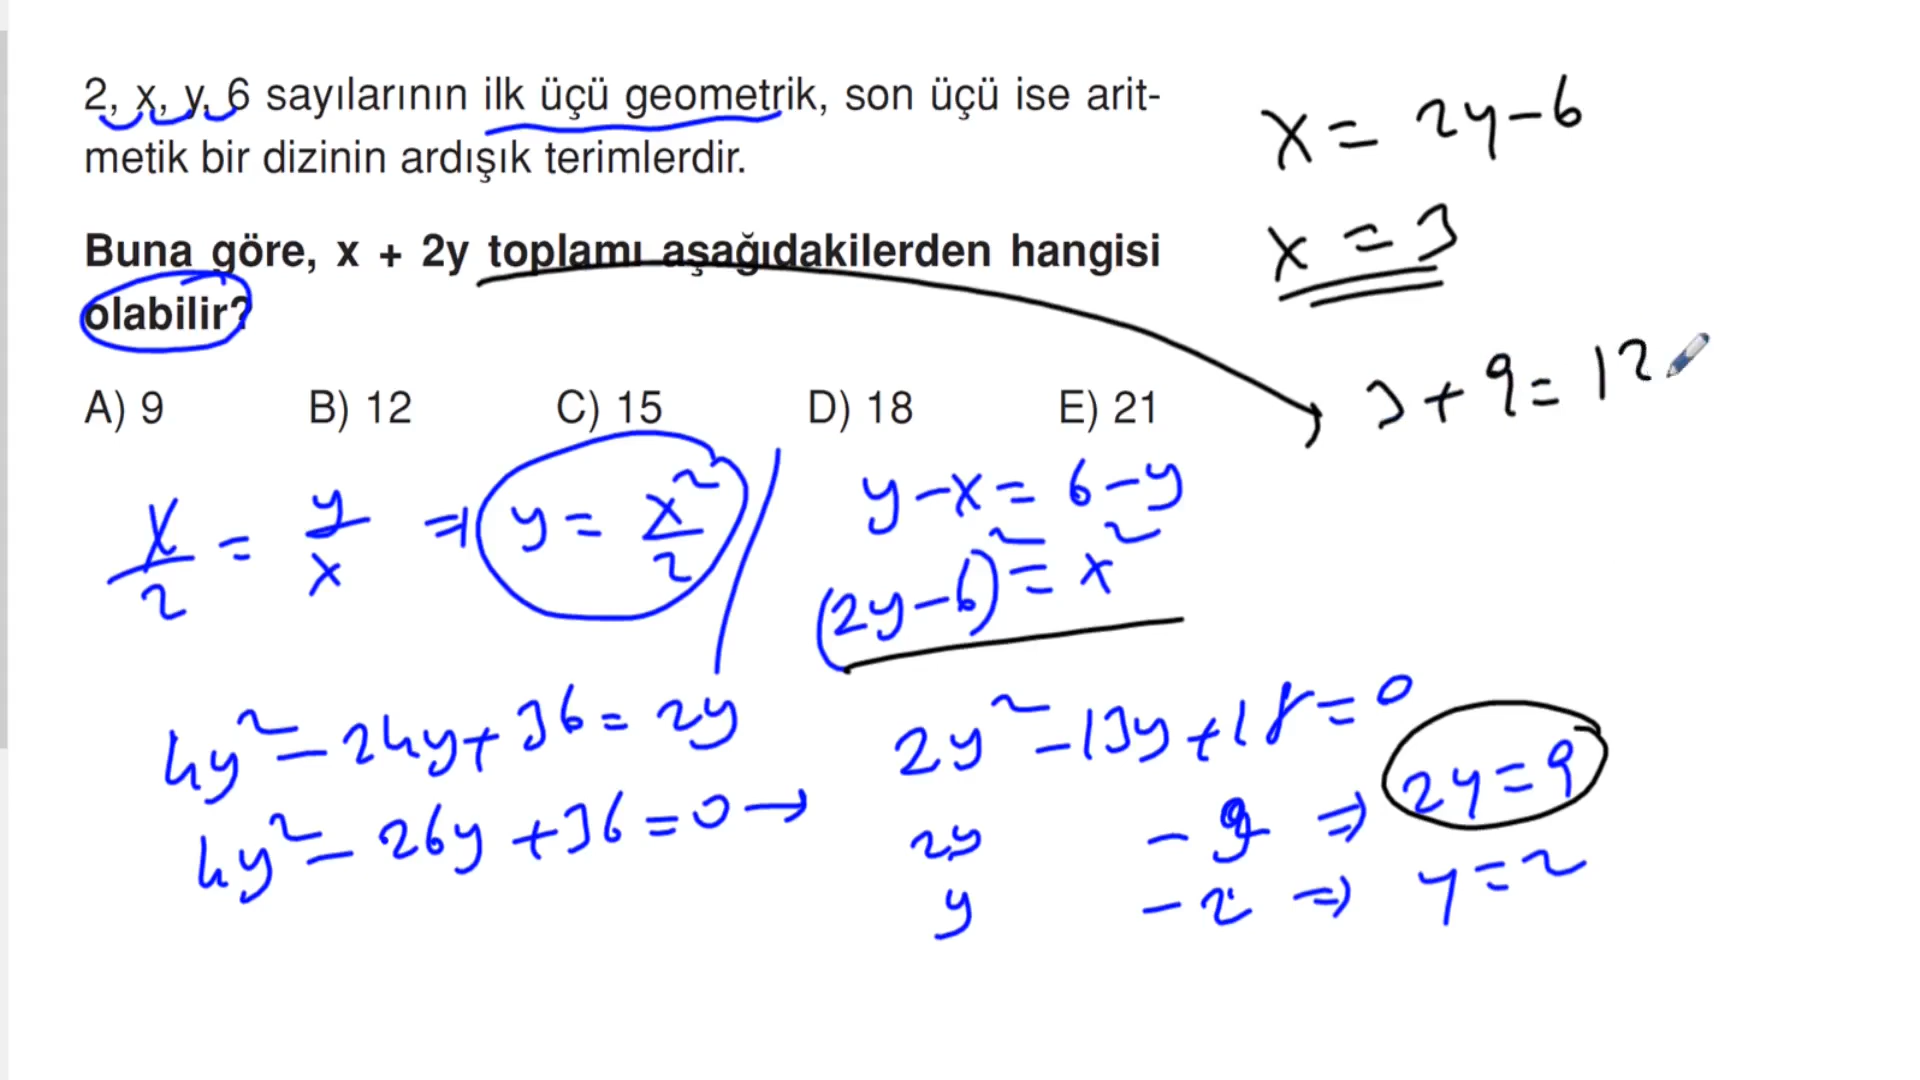 2, x, y, 6 sayılarının ilk üçü geometrik, son üçü ise arit-
metik bir dizinin ardışık terimlerdir.
Buna göre, x + 2y toplamı aşağıdakilerden hangisi
olabilir?
A) 9 B) 12 C) 15 D) 18 E) 21
x = 2y - 6
x = 3
3 + 9 = 12
x/2 = y/x ⇒ y = x²/2
y - x = 6 - y
(2y - 6)² = x²
4y² - 24y + 36 = 2y
4y² - 26y + 36 = 0 →
2y² - 13y + 18 = 0
2y - 9 ⇒ 2y = 9
y - 2 ⇒ y = 2